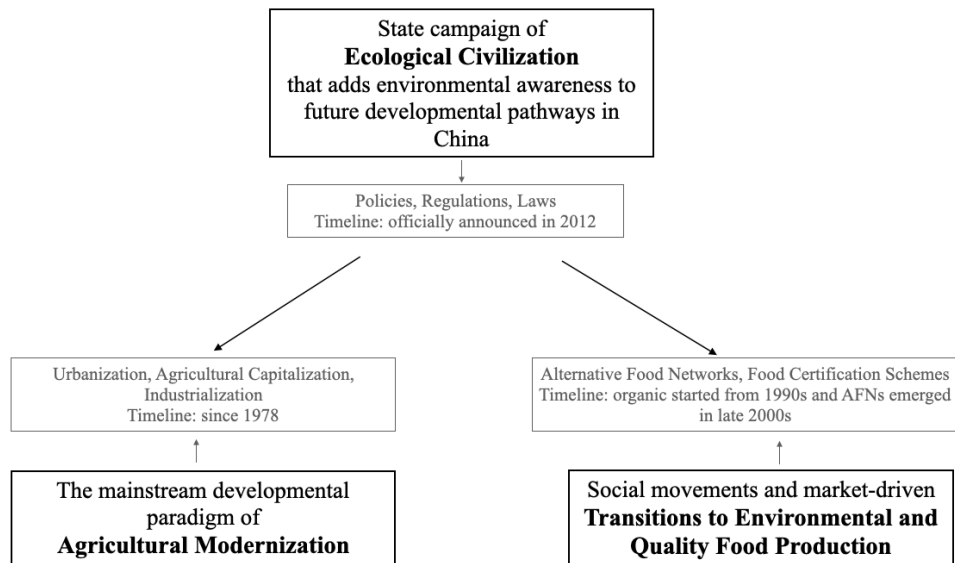 State campaign of
Ecological Civilization
that adds environmental awareness to
future developmental pathways in
China
Policies, Regulations, Laws
Timeline: officially announced in 2012
Urbanization, Agricultural Capitalization,
Industrialization
Timeline: since 1978
Alternative Food Networks, Food Certification Schemes
Timeline: organic started from 1990s and AFNs emerged
in late 2000s
The mainstream developmental
paradigm of
Agricultural Modernization
Social movements and market-driven
Transitions to Environmental and
Quality Food Production